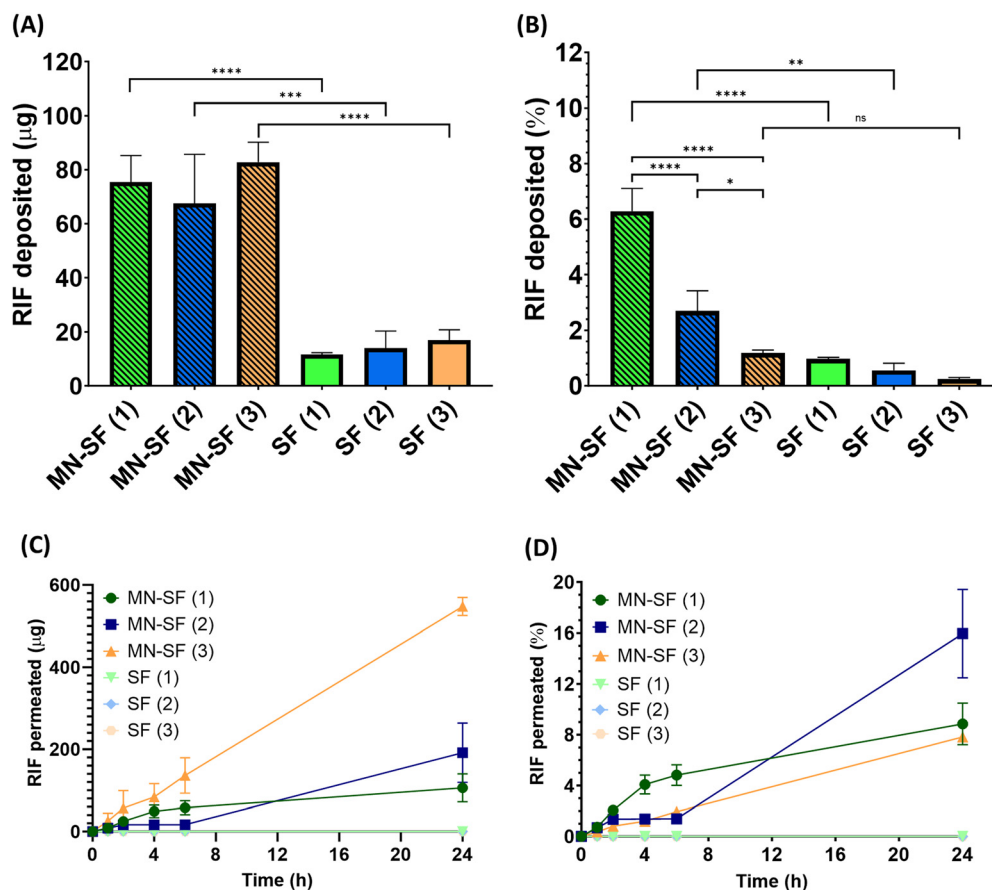 (A)
RIF deposited (μg)
120
100
80
60
40
20
0
****
***
****
MN-SF (1)
MN-SF (2)
MN-SF (3)
SF (1)
SF (2)
SF (3)
(B)
RIF deposited (%)
12
10
8
6
4
2
0
**
****
ns
****
****
*
MN-SF (1)
MN-SF (2)
MN-SF (3)
SF (1)
SF (2)
SF (3)
(C)
RIF permeated (μg)
600
400
200
0
MN-SF (1)
MN-SF (2)
MN-SF (3)
SF (1)
SF (2)
SF (3)
0 4 8 12 16 20 24
Time (h)
(D)
RIF permeated (%)
20
16
12
8
4
0
MN-SF (1)
MN-SF (2)
MN-SF (3)
SF (1)
SF (2)
SF (3)
0 4 8 12 16 20 24
Time (h)